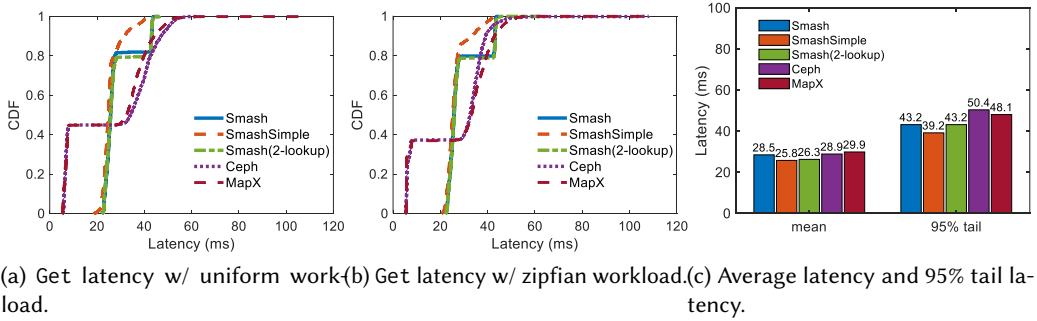 1
0.8
0.6
0.4
0.2
0
CDF
0 20 40 60 80 100 120
Latency (ms)
Smash
SmashSimple
Smash(2-lookup)
Ceph
MapX
1
0.8
0.6
0.4
0.2
0
CDF
0 20 40 60 80 100 120
Latency (ms)
Smash
SmashSimple
Smash(2-lookup)
Ceph
MapX
100
80
60
40
20
0
Latency (ms)
Smash
SmashSimple
Smash(2-lookup)
Ceph
MapX
28.5 25.8 26.3 28.9 29.9
43.2 39.2 43.2 50.4 48.1
mean 95% tail
(a) Get latency w/ uniform work-
load.
(b) Get latency w/ zipfian workload.
(c) Average latency and 95% tail la-
tency.